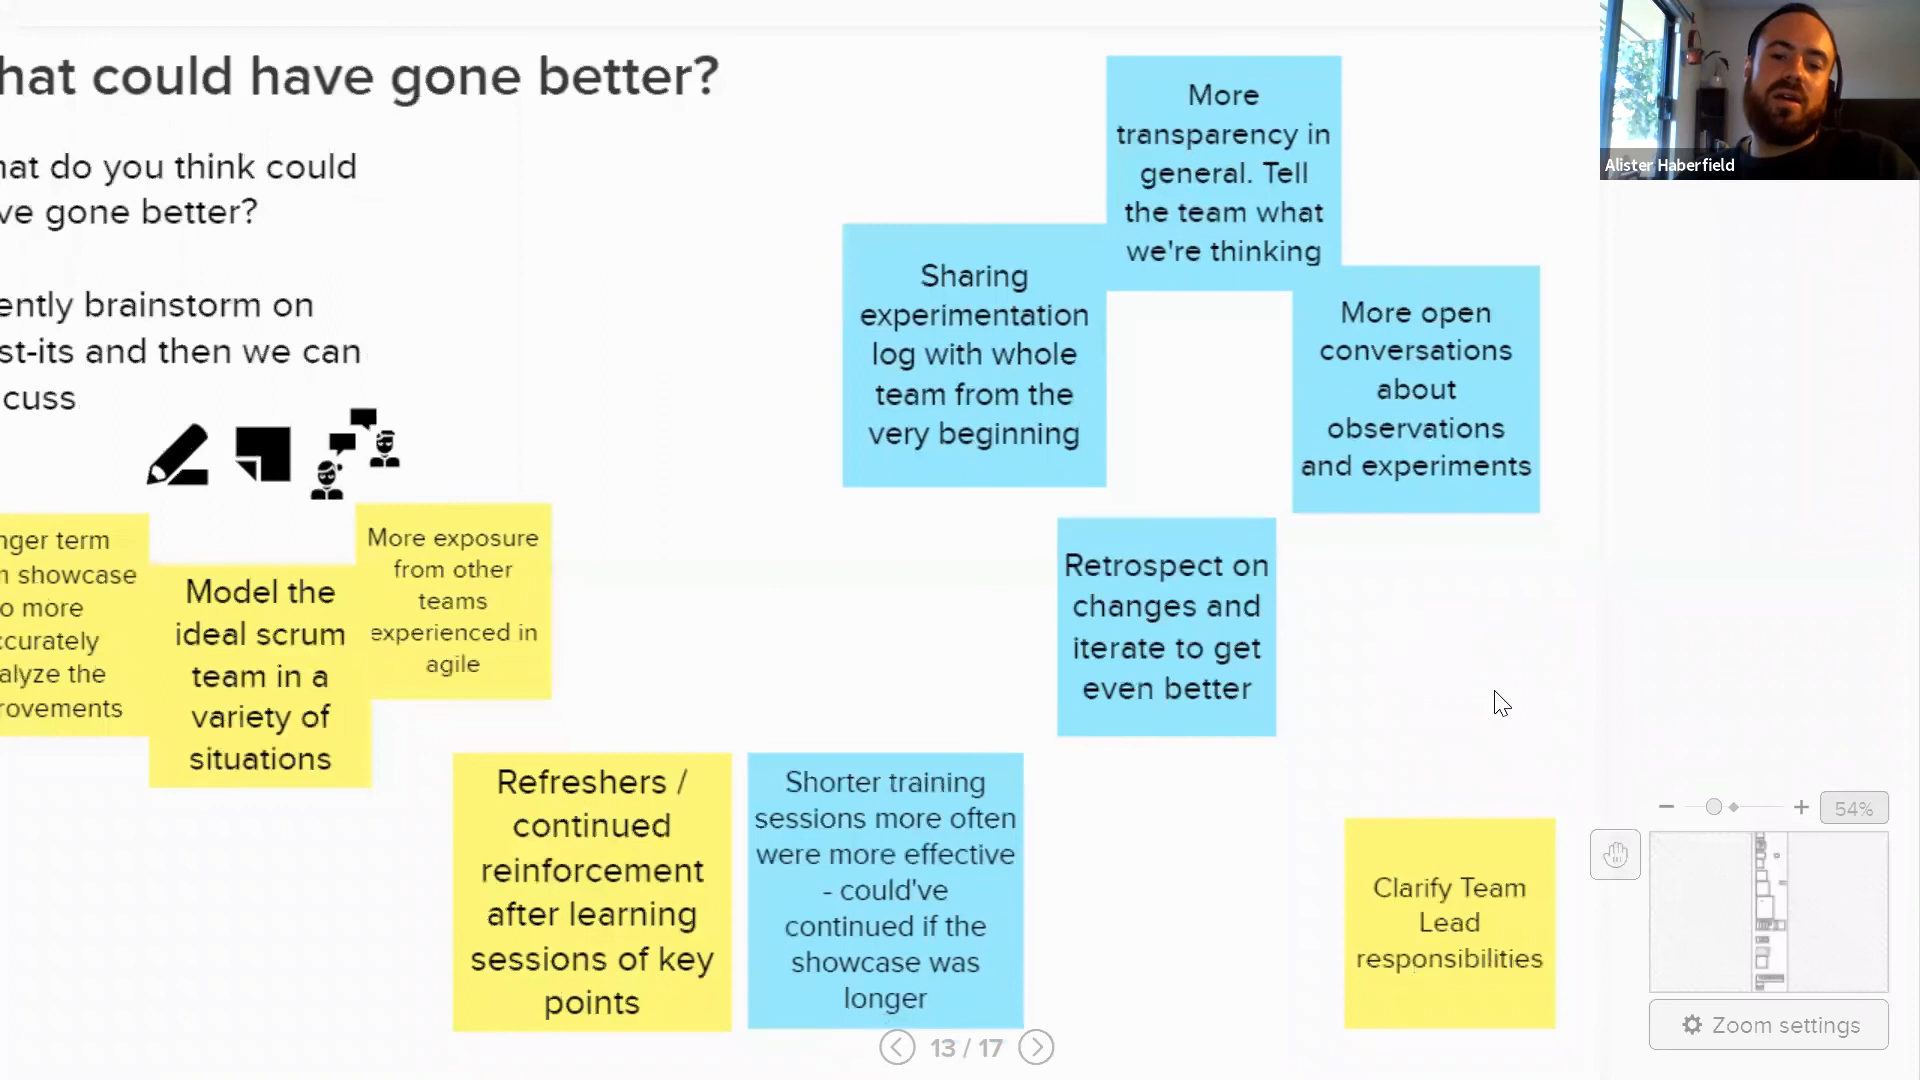 hat could have gone better?
hat do you think could
ve gone better?
ently brainstorm on
st-its and then we can
cuss
nger term
n showcase
o more
ccurately
alyze the
rovements
Model the
ideal scrum
team in a
variety of
situations
More exposure
from other
teams
experienced in
agile
Refreshers /
continued
reinforcement
after learning
sessions of key
points
Shorter training
sessions more often
were more effective
- could've
continued if the
showcase was
longer
Sharing
experimentation
log with whole
team from the
very beginning
More
transparency in
general. Tell
the team what
we're thinking
More open
conversations
about
observations
and experiments
Retrospect on
changes and
iterate to get
even better
Clarify Team
Lead
responsibilities
Alister Haberfield
54%
Zoom settings
13 / 17